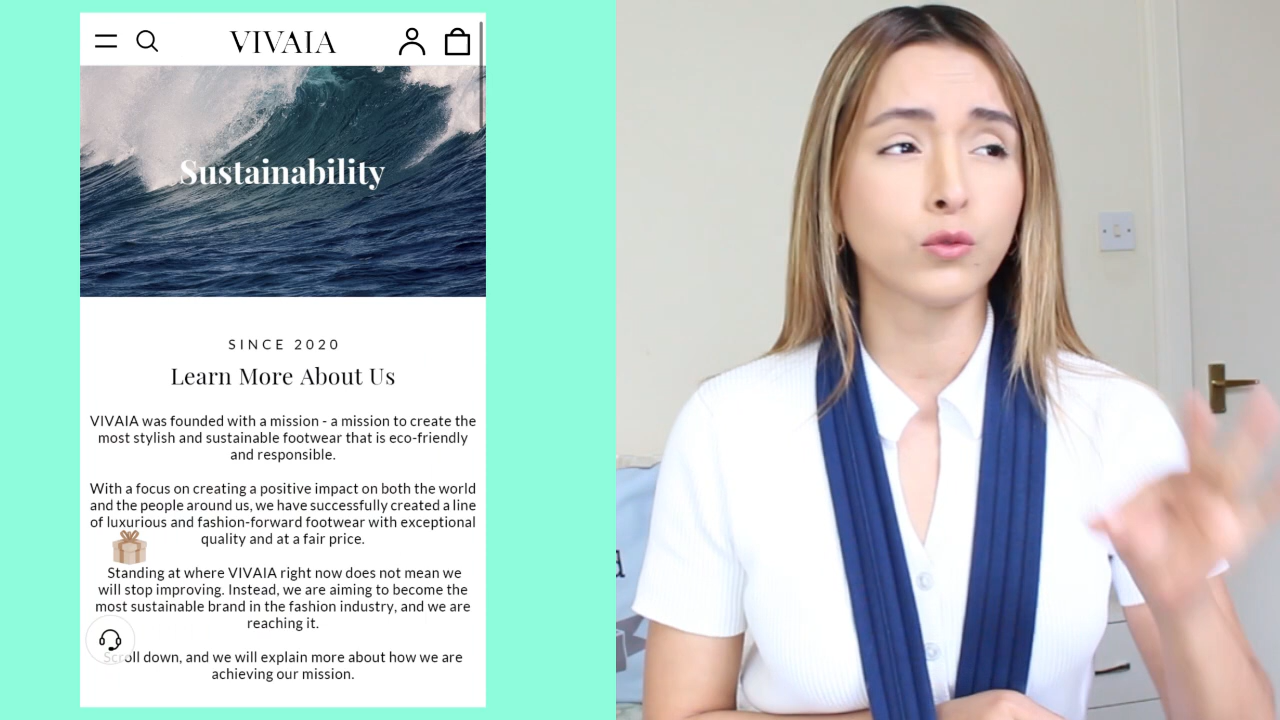 VIVAIA
Sustainability
SINCE 2020
Learn More About Us
VIVAIA was founded with a mission - a mission to create the
most stylish and sustainable footwear that is eco-friendly
and responsible.
With a focus on creating a positive impact on both the world
and the people around us, we have successfully created a line
of luxurious and fashion-forward footwear with exceptional
quality and at a fair price.
Standing at where VIVAIA right now does not mean we
will stop improving. Instead, we are aiming to become the
most sustainable brand in the fashion industry, and we are
reaching it.
Scroll down, and we will explain more about how we are
achieving our mission.